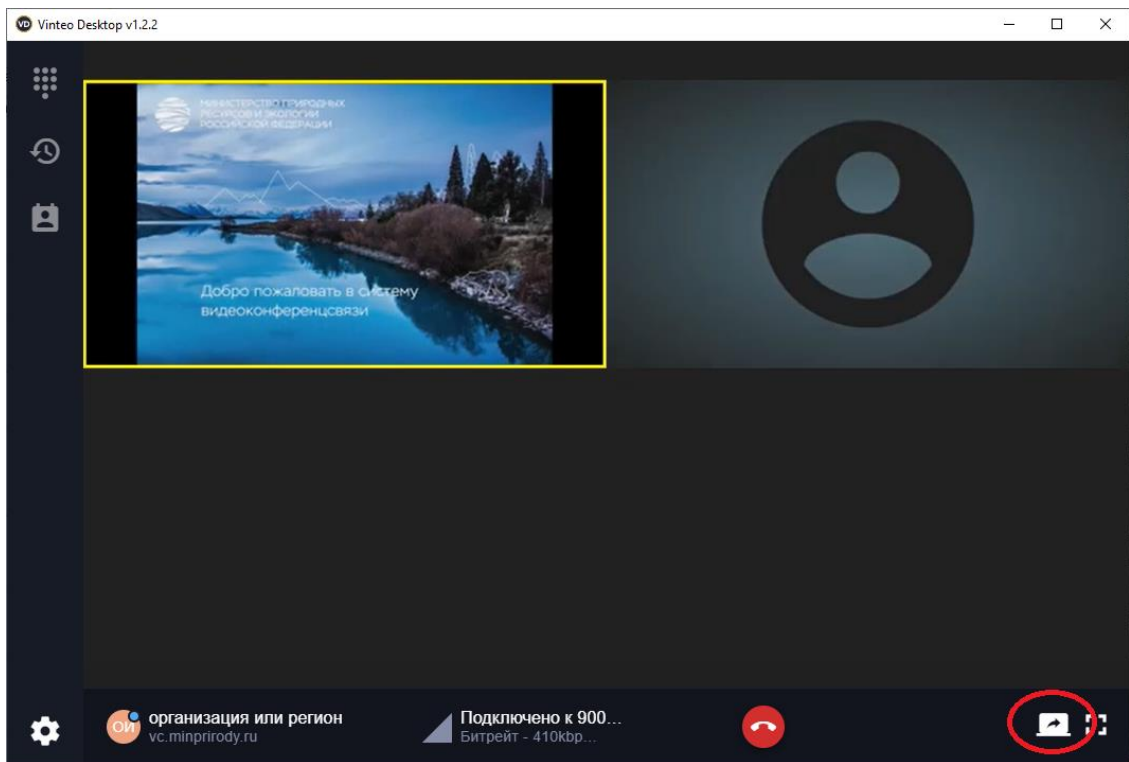 VD Vinteo Desktop v1.2.2
МИНИСТЕРСТВО ПРИРОДНЫХ
РЕСУРСОВ И ЭКОЛОГИИ
РОССИЙСКОЙ ФЕДЕРАЦИИ
Добро пожаловать в систему
видеоконференцсвязи
ОИ
организация или регион
vc.minprirody.ru
Подключено к 900...
Битрейт - 410kbp...